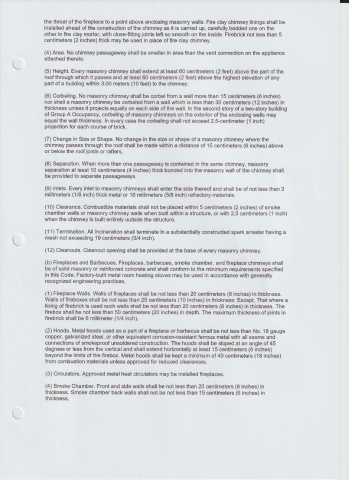 the throat of the fireplace to a point above enclosing masonry walls. Fire clay chimney linings shall be
installed ahead of the construction of the chimney as it is carried up, carefully bedded one on the
other to fire clay mortar, with close-fitting joints left so smooth on the inside. Firebrick not less than 5
centimeters (2 inches) thick may be used in place of fire clay chimney.
(4) Area. No chimney passageway shall be smaller in area than the vent connection on the appliance
attached thereto.
(5) Height. Every masonry chimney shall extend at least 60 centimeters (2 feet) above the part of the
roof through which it passes and at least 60 centimeters (2 feet) above the highest elevation of any
part of a building within 3.00 meters (10 feet) to the chimney.
(6) Corbeling. No masonry chimney shall be corbel from a wall more than 15 centimeters (6 inches)
nor shall a masonry chimney be corbeled from a wall which is less than 30 centimeters (12 inches) in
thickness unless it projects equally on each side of the wall. In the second story of a two-story building
of Group A Occupancy, corbeling of masonry chimneys on the exterior of the enclosing walls may
equal the wall thickness. In every case the corbeling shall not exceed 2.5-centimeter (1 inch)
projection for each course of brick.
(7) Change in Size or Shape. No change in the size or shape of a masonry chimney where the
chimney passes through the roof shall be made within a distance of 15 centimeters (6 inches) above
or below the roof joists or rafters.
(8) Separation. When more than one passageway is contained in the same chimney, masonry
separation at least 10 centimeters (4 inches) thick bonded into the masonry wall of the chimney shall
be provided to separate passageways.
(9) Inlets. Every inlet to masonry chimneys shall enter the side thereof and shall be of not less than 3
millimeters (1/8 inch) thick metal or 16 millimeters (5/8 inch) refractory materials.
(10) Clearance. Combustible materials shall not be placed within 5 centimeters (2 inches) of smoke
chamber walls or masonry chimney walls when built within a structure, or with 2.5 centimeters (1 inch)
when the chimney is built entirely outside the structure.
(11) Termination. All incineration shall terminate in a substantially constructed spark arrester having a
mesh not exceeding 19 centimeters (3/4 inch).
(12) Cleanouts. Cleanout opening shall be provided at the base of every masonry chimney.
(b) Fireplaces and Barbecues. Fireplaces, barbecues, smoke chamber, and fireplace chimneys shall
be of solid masonry or reinforced concrete and shall conform to the minimum requirements specified
in this Code. Factory-built metal room heating stoves may be used in accordance with generally
recognized engineering practices.
(1) Fireplace Walls. Walls of fireplaces shall be not less than 20 centimeters (8 inches) in thickness.
Walls of fireboxes shall be not less than 25 centimeters (10 inches) in thickness: Except, That where a
lining of firebrick is used such walls shall be not less than 20 centimeters (8 inches) in thickness. The
firebox shall be not less than 50 centimeters (20 inches) in depth. The maximum thickness of joints in
firebrick shall be 6 millimeter (1/4 inch).
(2) Hoods. Metal hoods used as a part of a fireplace or barbecue shall be not less than No. 18 gauge
copper, galvanized steel, or other equivalent corrosion-resistant ferrous metal with all seams and
connections of smokeproof unsoldered construction. The hoods shall be sloped at an angle of 45
degrees or less from the vertical and shall extend horizontally at least 15 centimeters (6 inches)
beyond the limits of the firebox. Metal hoods shall be kept a minimum of 40 centimeters (18 inches)
from combustion materials unless approved for reduced clearances.
(3) Circulators. Approved metal heat circulators may be installed fireplaces.
(4) Smoke Chamber. Front and side walls shall be not less than 20 centimeters (8 inches) in
thickness. Smoke chamber back walls shall not be not less than 15 centimeters (6 inches) in
thickness.